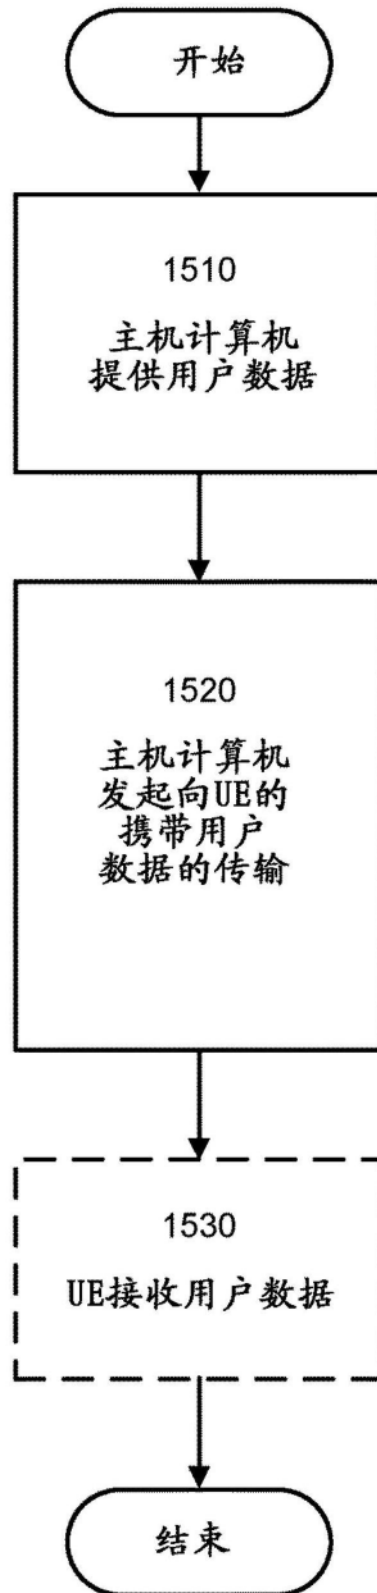 开始
1510
主机计算机
提供用户数据
1520
主机计算机
发起向UE的
携带用户
数据的传输
1530
UE接收用户数据
结束